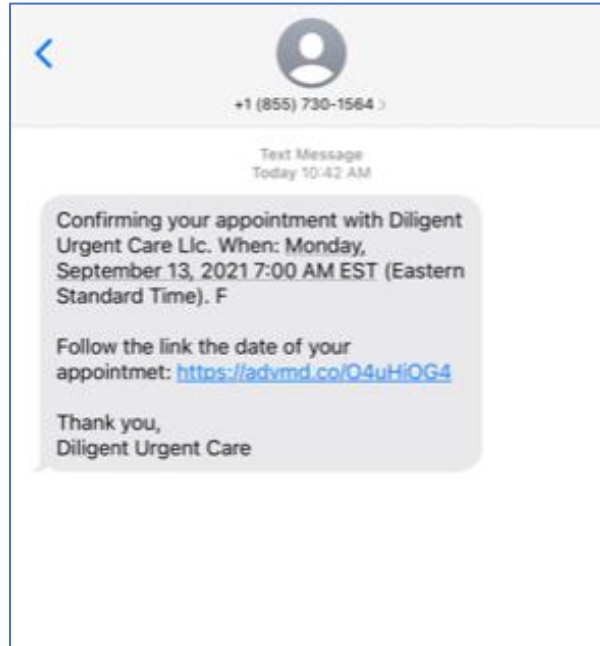 +1 (855) 730-1564 >
Text Message
Today 10:42 AM
Confirming your appointment with Diligent
Urgent Care Llc. When: Monday,
September 13, 2021 7:00 AM EST (Eastern
Standard Time). F
Follow the link the date of your
appointmet: https://advmd.co/O4uHiOG4
Thank you,
Diligent Urgent Care